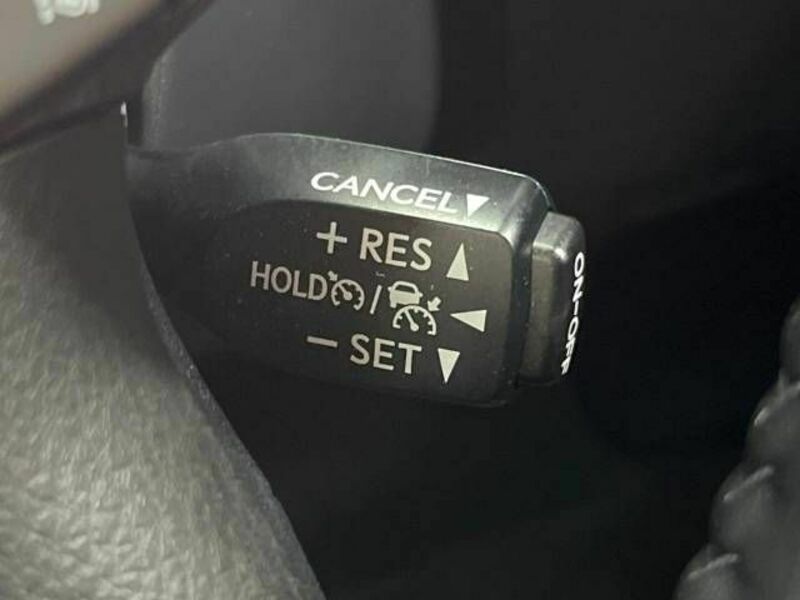 CANCEL▼
+ RES ▲
HOLD / ◀
− SET ▼
ON-OFF